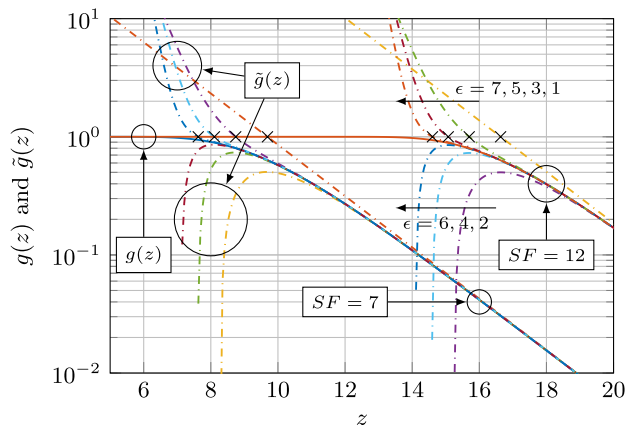 10^1
10^0
10^{-1}
10^{-2}
g(z) and g̃(z)
g̃(z)
ϵ = 7, 5, 3, 1
ϵ = 6, 4, 2
g(z)
SF = 12
SF = 7
6 8 10 12 14 16 18 20
z